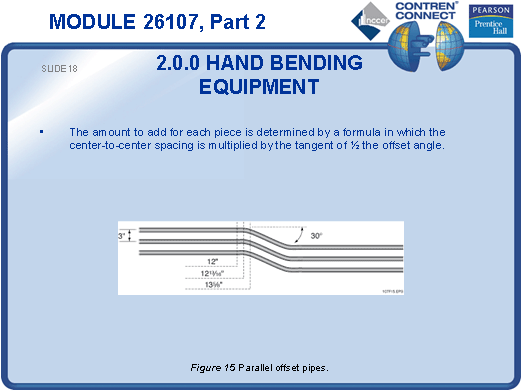 MODULE 26107, Part 2
nccer
CONTREN®
CONNECT
PEARSON
Prentice
Hall
SLIDE 18
2.0.0 HAND BENDING
EQUIPMENT
• The amount to add for each piece is determined by a formula in which the
center-to-center spacing is multiplied by the tangent of ½ the offset angle.
3"
30°
12"
12¹³⁄₁₆"
13⅝"
107F15.EPS
Figure 15 Parallel offset pipes.